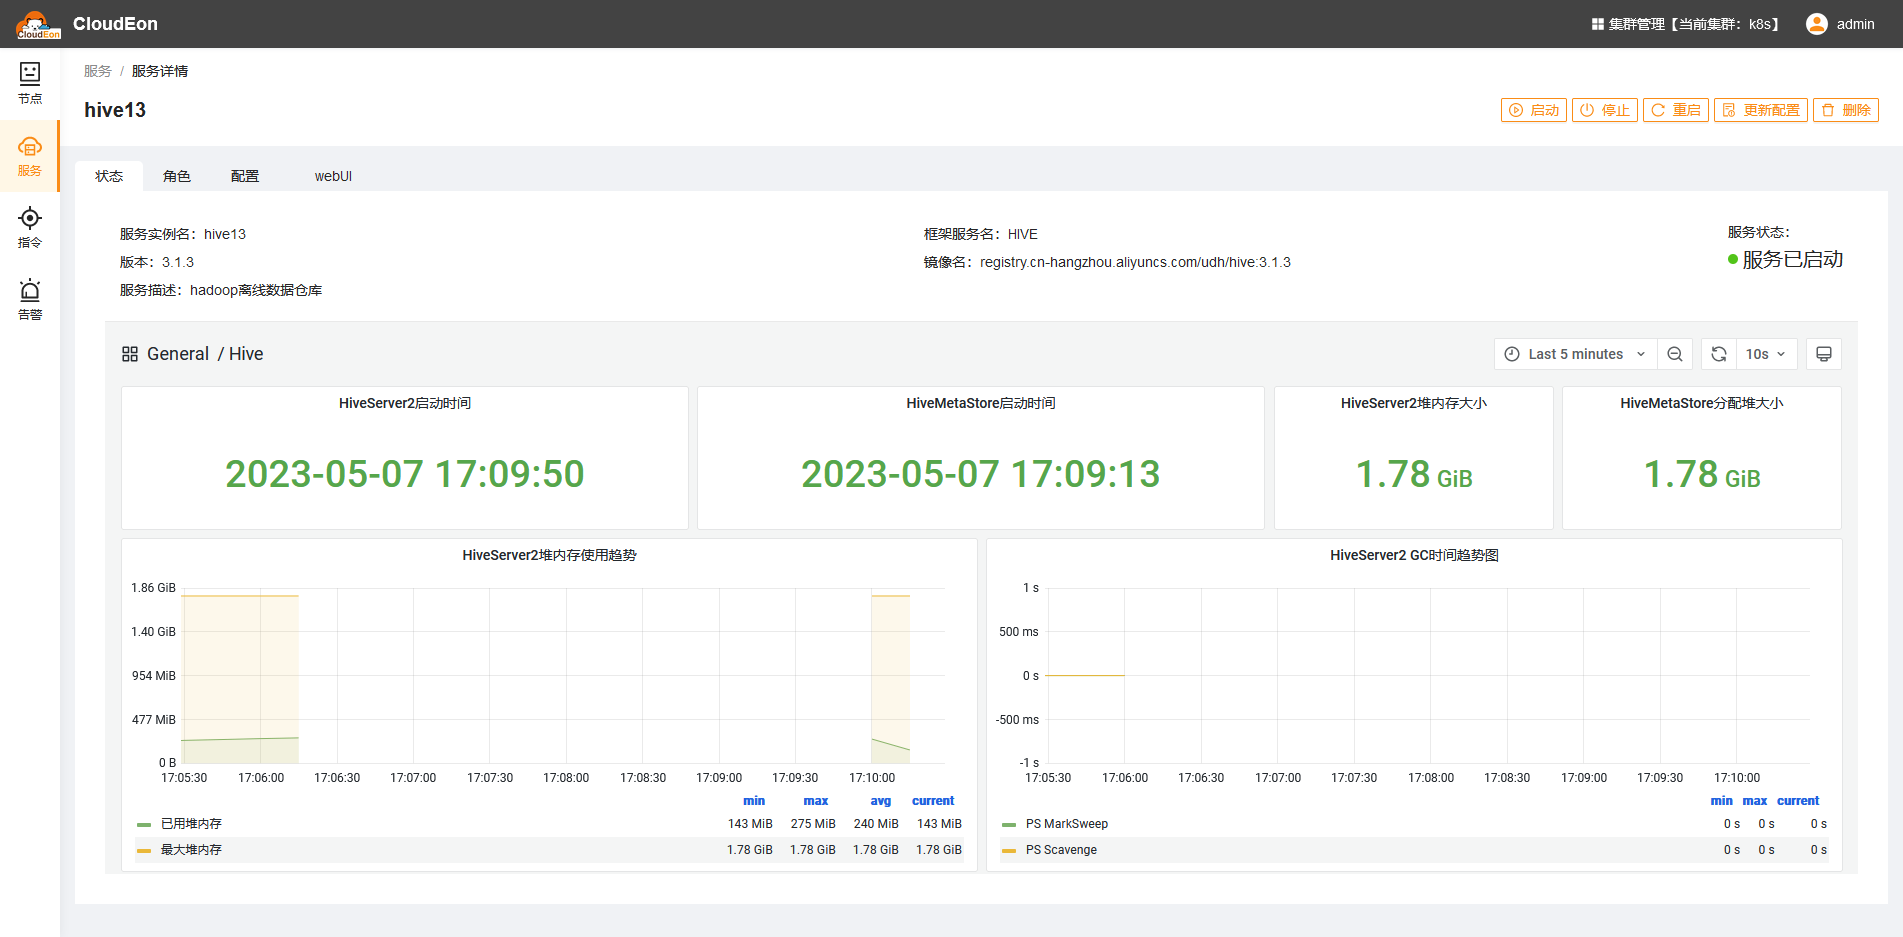 CloudEon
CloudEon
集群管理【当前集群：k8s】
admin
节点
服务
指令
告警
服务 / 服务详情
hive13
启动
停止
重启
更新配置
删除
状态
角色
配置
webUI
服务实例名：hive13
框架服务名：HIVE
服务状态：
版本：3.1.3
镜像名：registry.cn-hangzhou.aliyuncs.com/udh/hive:3.1.3
服务已启动
服务描述：hadoop离线数据仓库
General / Hive
Last 5 minutes
10s
HiveServer2启动时间
2023-05-07 17:09:50
HiveMetaStore启动时间
2023-05-07 17:09:13
HiveServer2堆内存大小
1.78 GiB
HiveMetaStore分配堆大小
1.78 GiB
HiveServer2堆内存使用趋势
1.86 GiB
1.40 GiB
954 MiB
477 MiB
0 B
17:05:30 17:06:00 17:06:30 17:07:00 17:07:30 17:08:00 17:08:30 17:09:00 17:09:30 17:10:00
min max avg current
已用堆内存 143 MiB 275 MiB 240 MiB 143 MiB
最大堆内存 1.78 GiB 1.78 GiB 1.78 GiB 1.78 GiB
HiveServer2 GC时间趋势图
1 s
500 ms
0 s
-500 ms
-1 s
17:05:30 17:06:00 17:06:30 17:07:00 17:07:30 17:08:00 17:08:30 17:09:00 17:09:30 17:10:00
min max current
PS MarkSweep 0 s 0 s 0 s
PS Scavenge 0 s 0 s 0 s